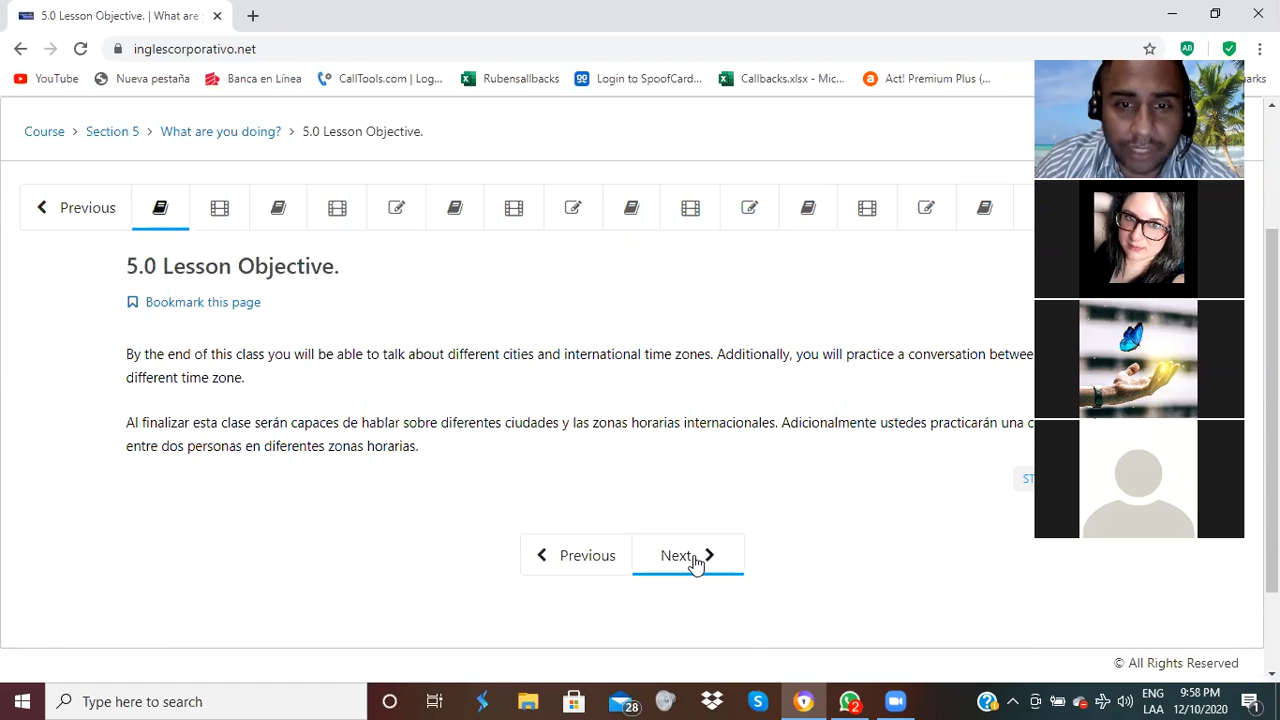 5.0 Lesson Objective. | What are
inglescorporativo.net
AB
YouTube
Nueva pestaña
Banca en Línea
CallTools.com | Log...
Rubensallbacks
Login to SpoofCard...
Callbacks.xlsx - Mic...
Act! Premium Plus (...
arks
Course > Section 5 > What are you doing? > 5.0 Lesson Objective.
Previous
5.0 Lesson Objective.
Bookmark this page
By the end of this class you will be able to talk about different cities and international time zones. Additionally, you will practice a conversation betwee
different time zone.
Al finalizar esta clase serán capaces de hablar sobre diferentes ciudades y las zonas horarias internacionales. Adicionalmente ustedes practicarán una c
entre dos personas en diferentes zonas horarias.
ST
Previous
Next
© All Rights Reserved
Type here to search
28
2
ENG
LAA
9:58 PM
12/10/2020
1